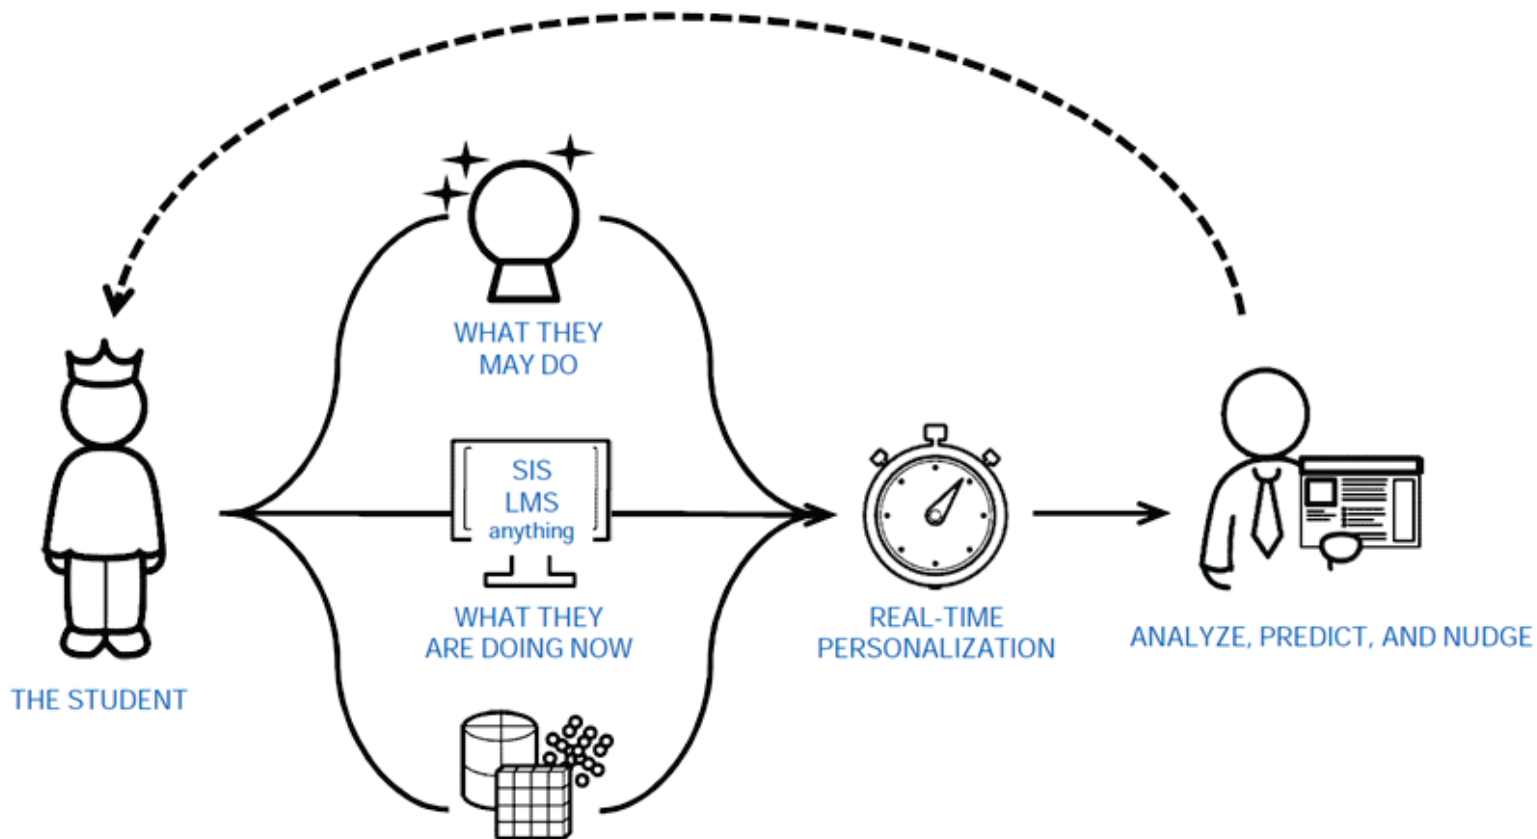 WHAT THEY
MAY DO
SIS
LMS
anything
WHAT THEY
ARE DOING NOW
REAL-TIME
PERSONALIZATION
ANALYZE, PREDICT, AND NUDGE
THE STUDENT